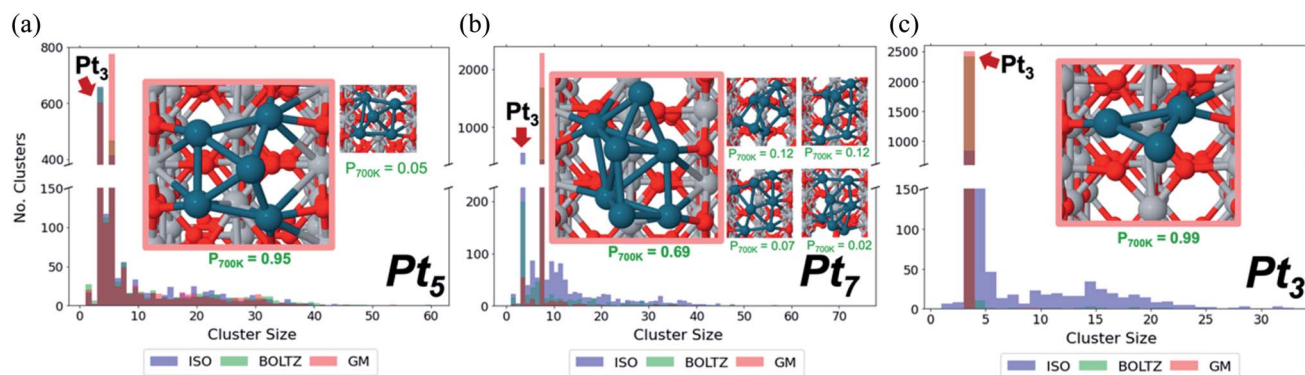 (a)
No. Clusters
800
600
400
150
100
50
0
Pt3
P700K = 0.95
P700K = 0.05
Pt5
0 10 20 30 40 50 60
Cluster Size
ISO BOLTZ GM
(b)
2000
1000
200
100
0
Pt3
P700K = 0.69
P700K = 0.12
P700K = 0.12
P700K = 0.07
P700K = 0.02
Pt7
0 10 20 30 40 50 60 70
Cluster Size
ISO BOLTZ GM
(c)
2500
2000
1500
1000
150
100
50
0
Pt3
P700K = 0.99
Pt3
0 5 10 15 20 25 30
Cluster Size
ISO BOLTZ GM